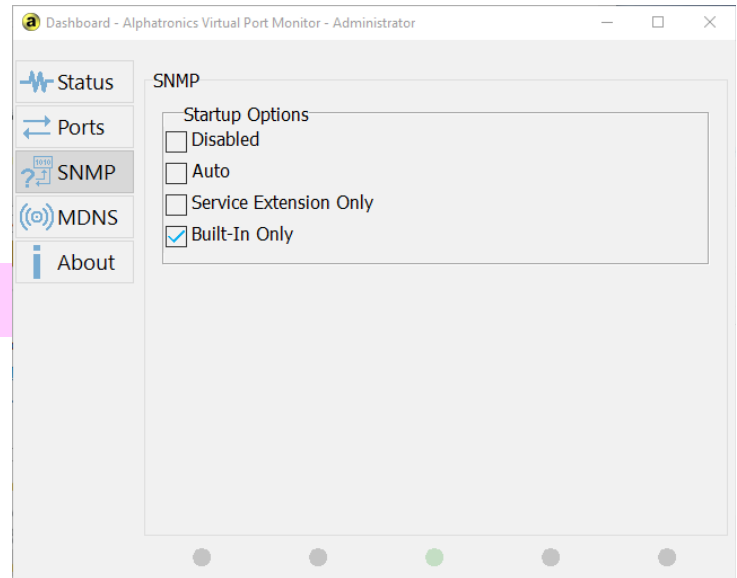 Dashboard - Alphatronics Virtual Port Monitor - Administrator
Status
Ports
SNMP
MDNS
About
SNMP
Startup Options
Disabled
Auto
Service Extension Only
Built-In Only